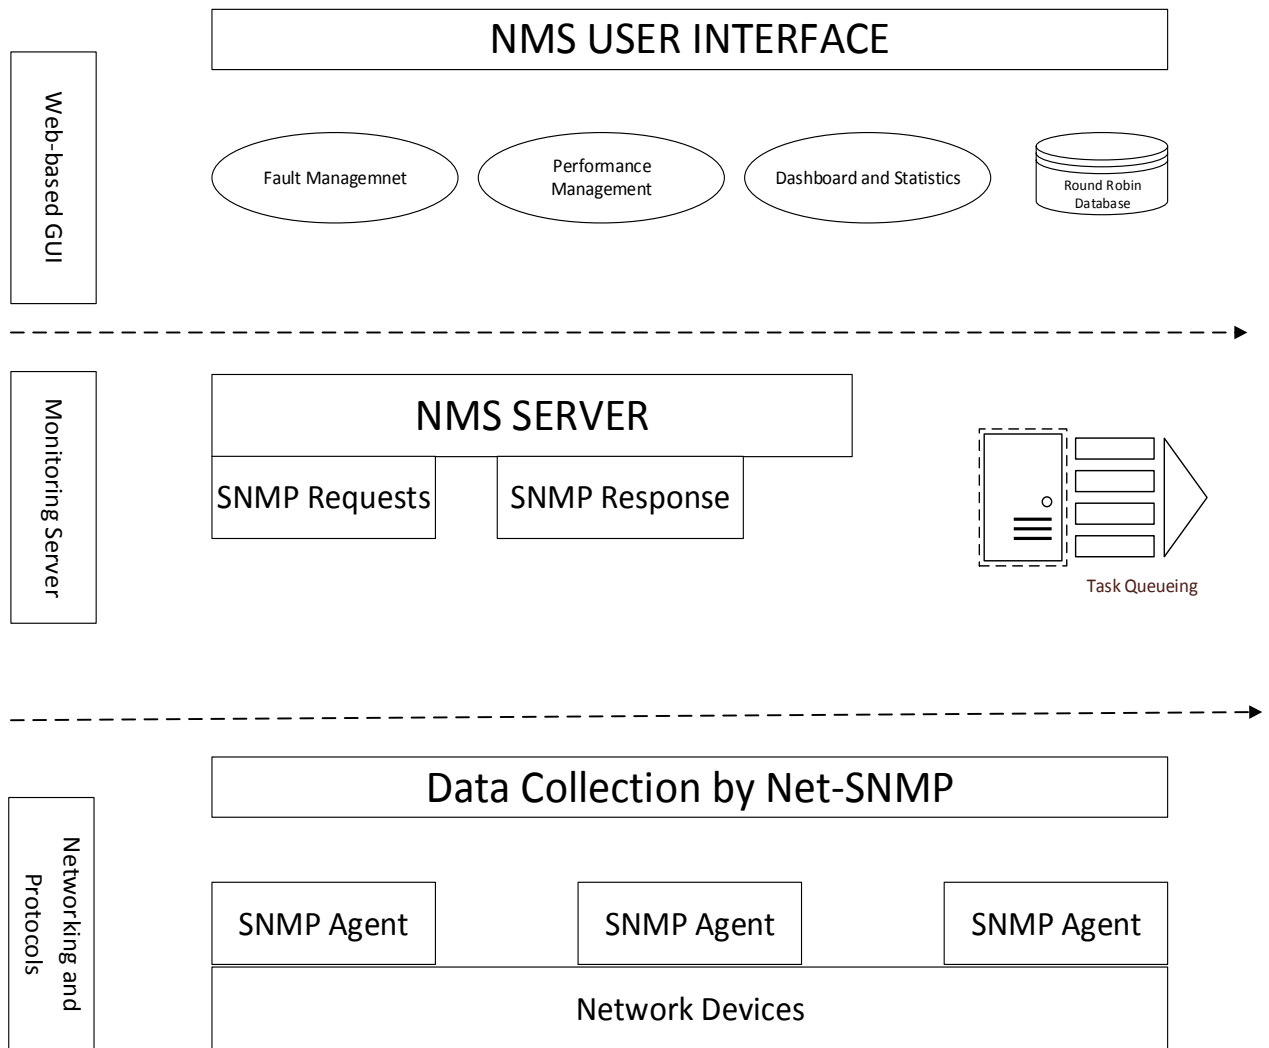 NMS USER INTERFACE
Web-based GUI
Fault Managemnet
Performance
Management
Dashboard and Statistics
Round Robin
Database
Monitoring Server
NMS SERVER
SNMP Requests
SNMP Response
Task Queueing
Data Collection by Net-SNMP
Networking and
Protocols
SNMP Agent
SNMP Agent
SNMP Agent
Network Devices